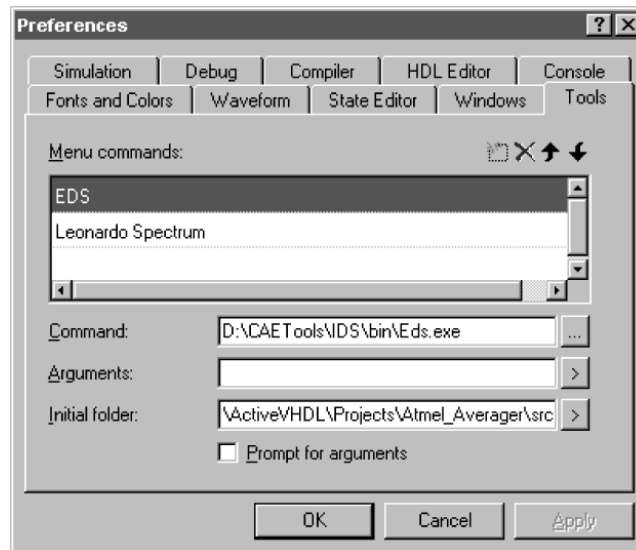 Preferences
Simulation Debug Compiler HDL Editor Console
Fonts and Colors Waveform State Editor Windows Tools
Menu commands:
EDS
Leonardo Spectrum
Command: D:\CAETools\IDS\bin\Eds.exe ...
Arguments: >
Initial folder: \ActiveVHDL\Projects\Atmel_Averager\src >
Prompt for arguments
OK Cancel Apply